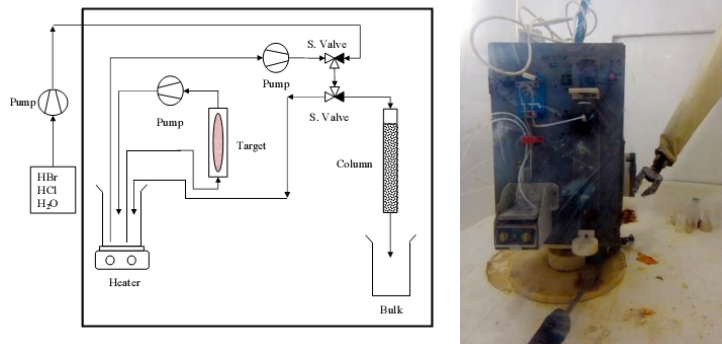 S. Valve
Pump
Pump
Pump
S. Valve
Target
Column
HBr
HCl
H₂O
Heater
Bulk